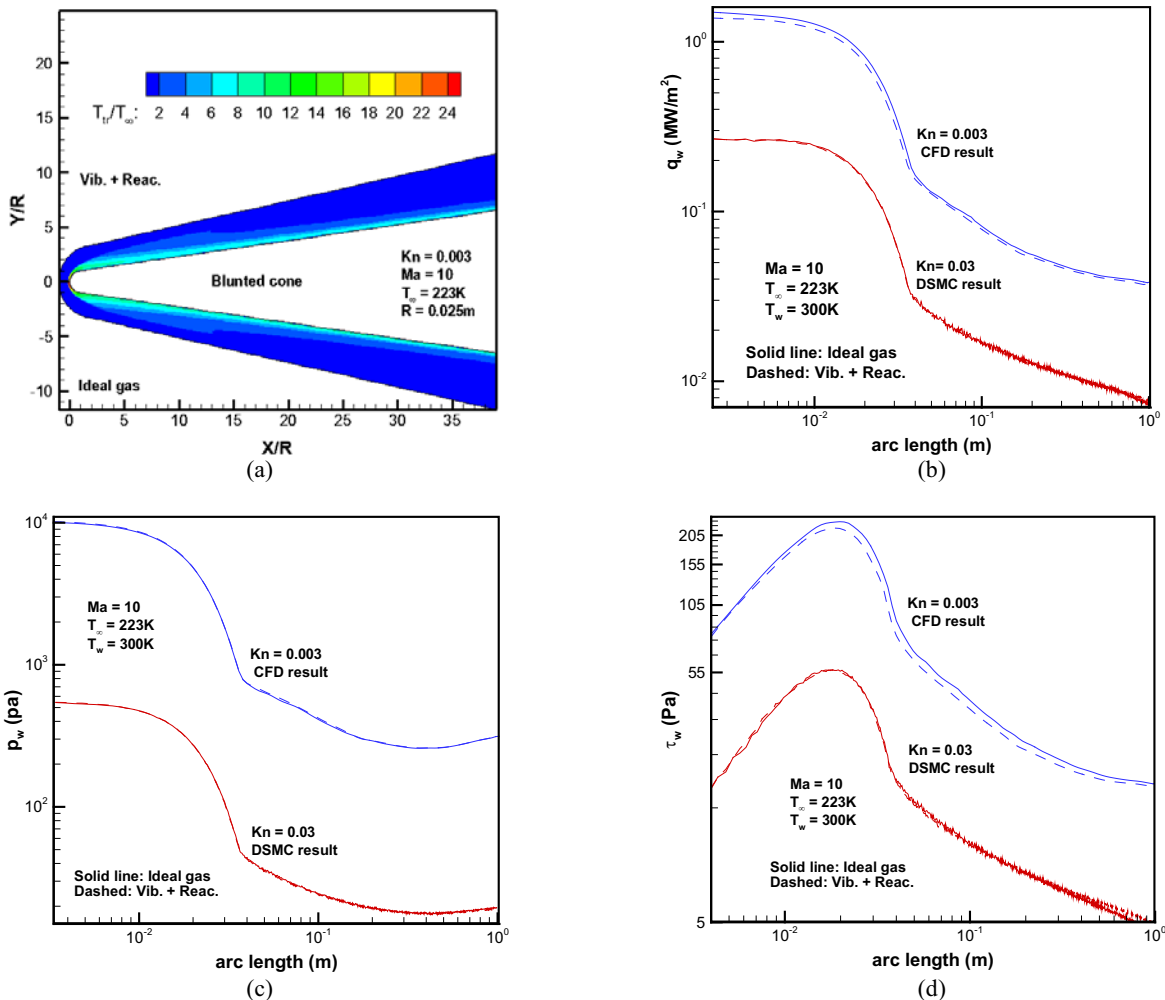 20
15
10
5
0
-5
-10
Y/R
T_tr/T_∞: 2 4 6 8 10 12 14 16 18 20 22 24
Vib. + Reac.
Blunted cone
Kn = 0.003
Ma = 10
T_∞ = 223K
R = 0.025m
Ideal gas
0 5 10 15 20 25 30 35
X/R
(a)
10^0
10^-1
10^-2
q_w (MW/m^2)
Kn = 0.003
CFD result
Kn= 0.03
DSMC result
Ma = 10
T_∞ = 223K
T_w = 300K
Solid line: Ideal gas
Dashed: Vib. + Reac.
10^-2 10^-1 10^0
arc length (m)
(b)
10^4
10^3
10^2
p_w (pa)
Ma = 10
T_∞ = 223K
T_w = 300K
Kn = 0.003
CFD result
Kn = 0.03
DSMC result
Solid line: Ideal gas
Dashed: Vib. + Reac.
10^-2 10^-1 10^0
arc length (m)
(c)
205
155
105
55
5
τ_w (Pa)
Kn = 0.003
CFD result
Kn = 0.03
DSMC result
Ma = 10
T_∞ = 223K
T_w = 300K
Solid line: Ideal gas
Dashed: Vib. + Reac.
10^-2 10^-1 10^0
arc length (m)
(d)